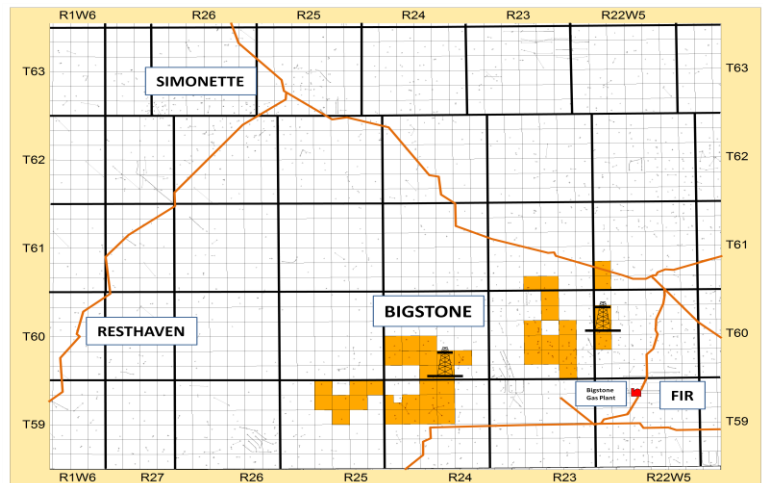 R1W6 R26 R25 R24 R23 R22W5
T63 T63
SIMONETTE
T62 T62
T61 T61
BIGSTONE
RESTHAVEN
T60 T60
Bigstone
Gas Plant
FIR
T59 T59
R1W6 R27 R26 R25 R24 R23 R22W5